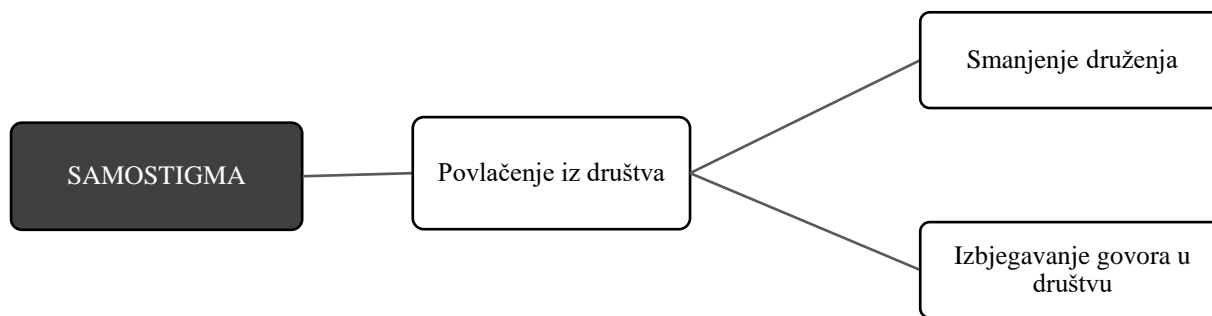 SAMOSTIGMA
Povlačenje iz društva
Smanjenje druženja
Izbjegavanje govora u
društvu